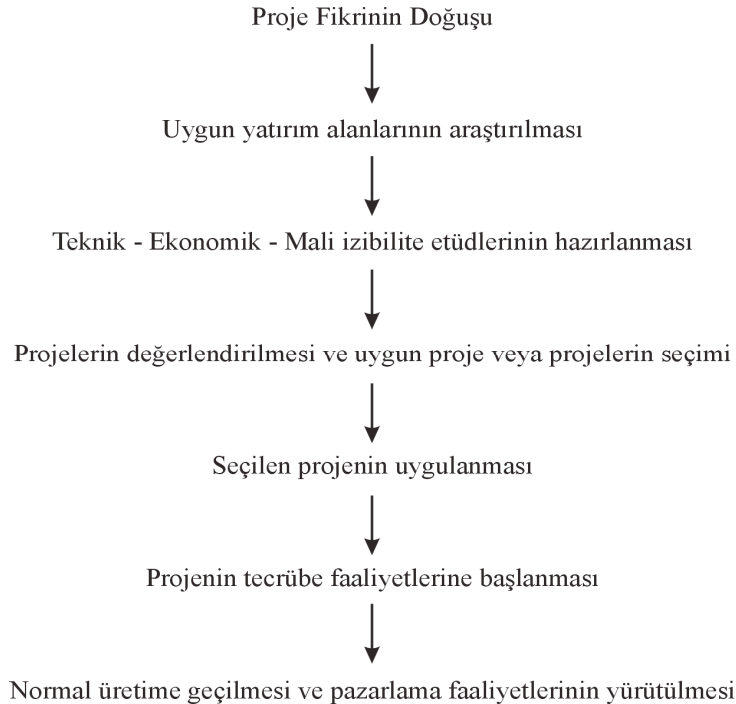 Proje Fikrinin Doğuşu
Uygun yatırım alanlarının araştırılması
Teknik - Ekonomik - Mali izibilite etüdlerinin hazırlanması
Projelerin değerlendirilmesi ve uygun proje veya projelerin seçimi
Seçilen projenin uygulanması
Projenin tecrübe faaliyetlerine başlanması
Normal üretime geçilmesi ve pazarlama faaliyetlerinin yürütülmesi